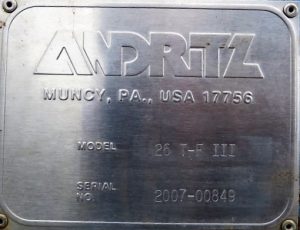 ANDRITZ
MUNCY, PA., USA 17756
MODEL 26 T-F III
SERIAL NO. 2007-00849